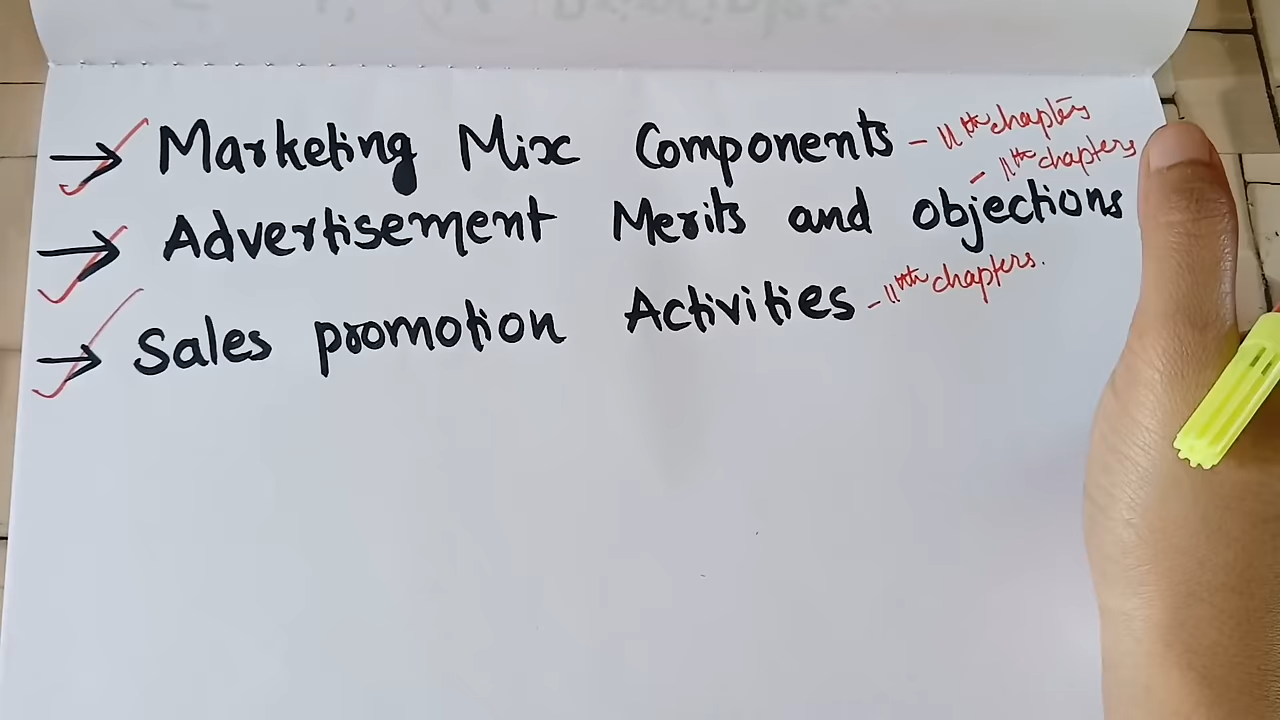 → Marketing Mix Components - 11th chapters
- 11th chapters
→ Advertisement Merits and objections
→ Sales promotion Activities - 11th chapters.